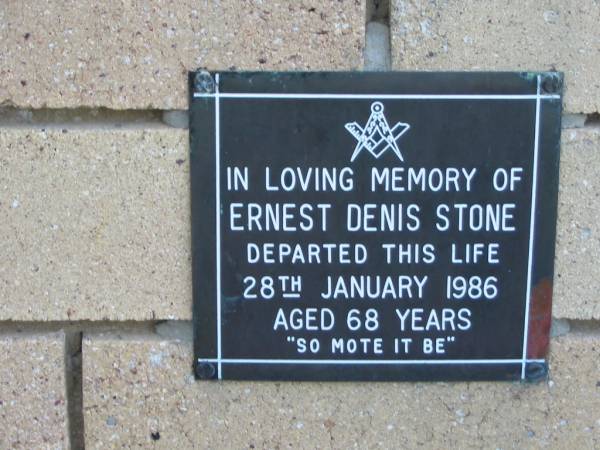 IN LOVING MEMORY OF
ERNEST DENIS STONE
DEPARTED THIS LIFE
28TH JANUARY 1986
AGED 68 YEARS
"SO MOTE IT BE"